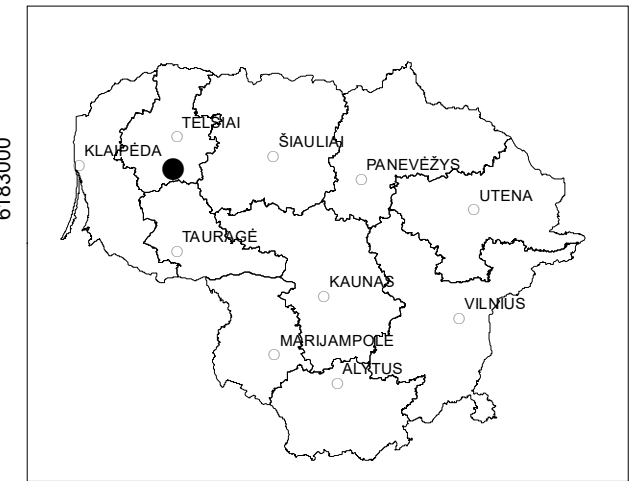 6183000
TELŠIAI
ŠIAULIAI
KLAIPĖDA
PANEVĖŽYS
UTENA
TAURAGĖ
KAUNAS
VILNIUS
MARIJAMPOLĖ
ALYTUS